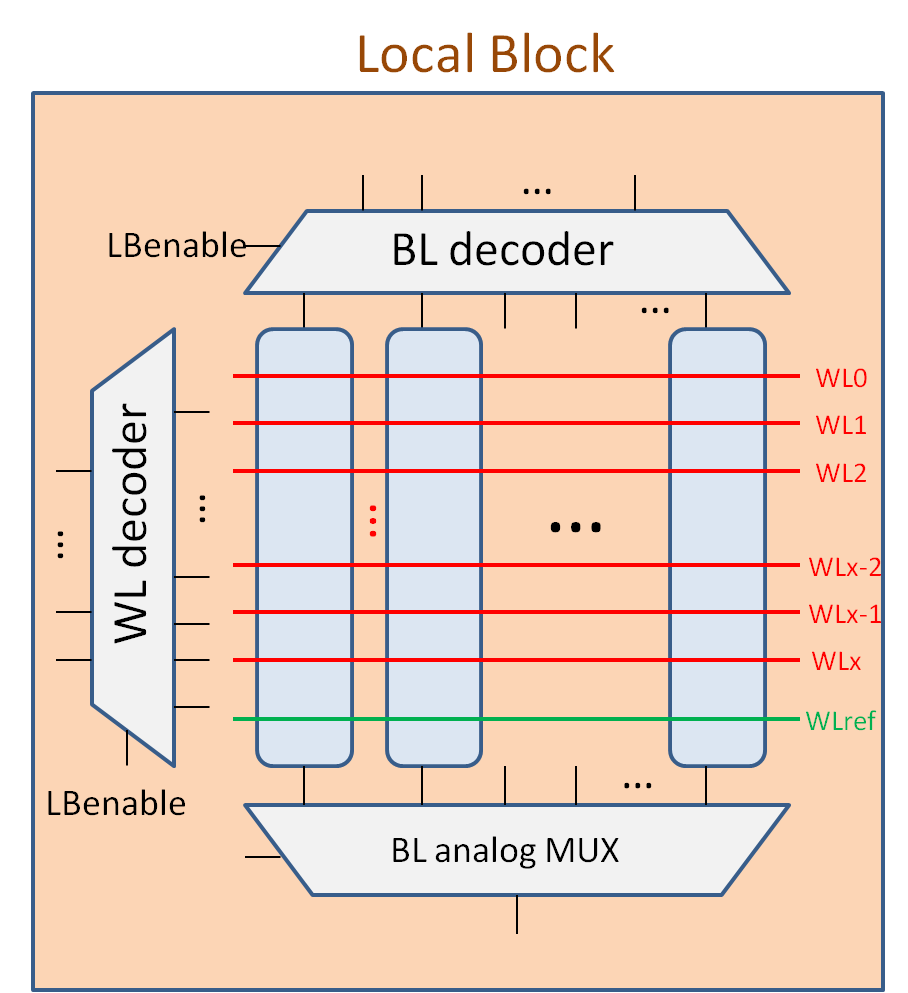 Local Block
...
LBenable
BL decoder
...
WL0
WL1
WL2
WL decoder
...
...
...
...
WLx-2
WLx-1
WLx
WLref
LBenable
...
BL analog MUX